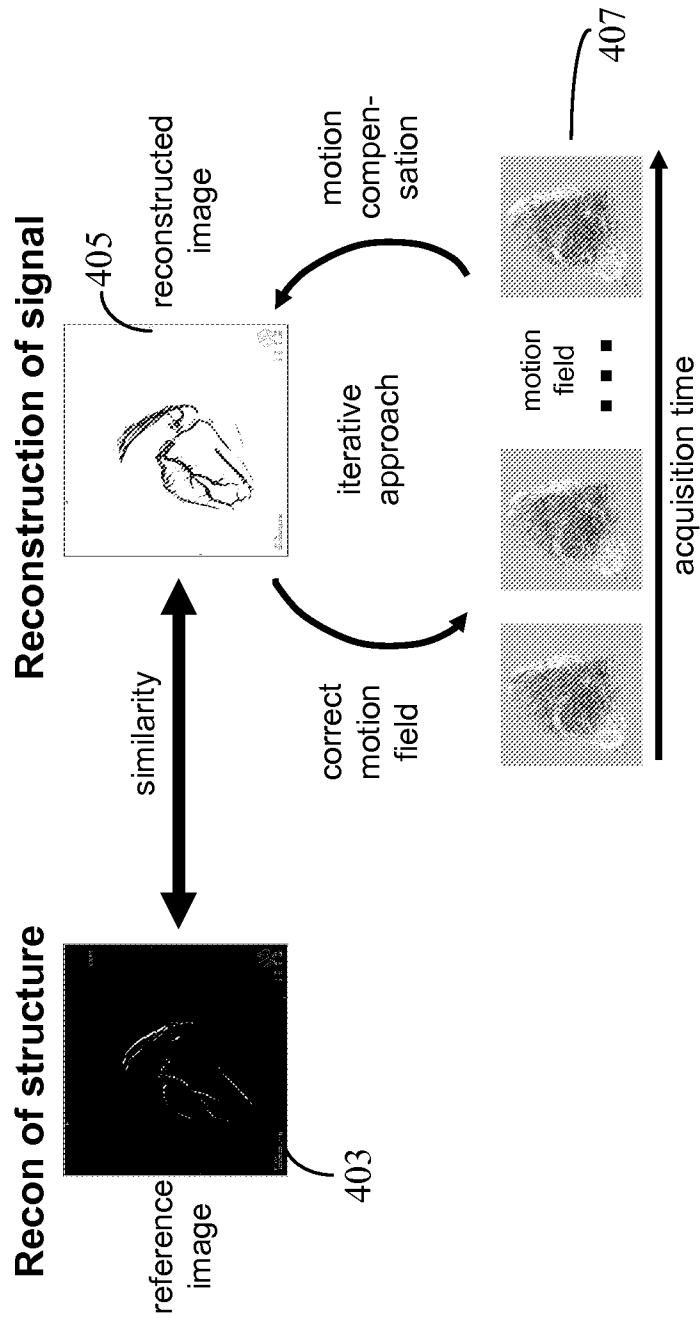 Recon of structure
Reconstruction of signal
reference
image
403
similarity
405
reconstructed
image
correct
motion
field
iterative
approach
motion
compen-
sation
motion
field
407
acquisition time